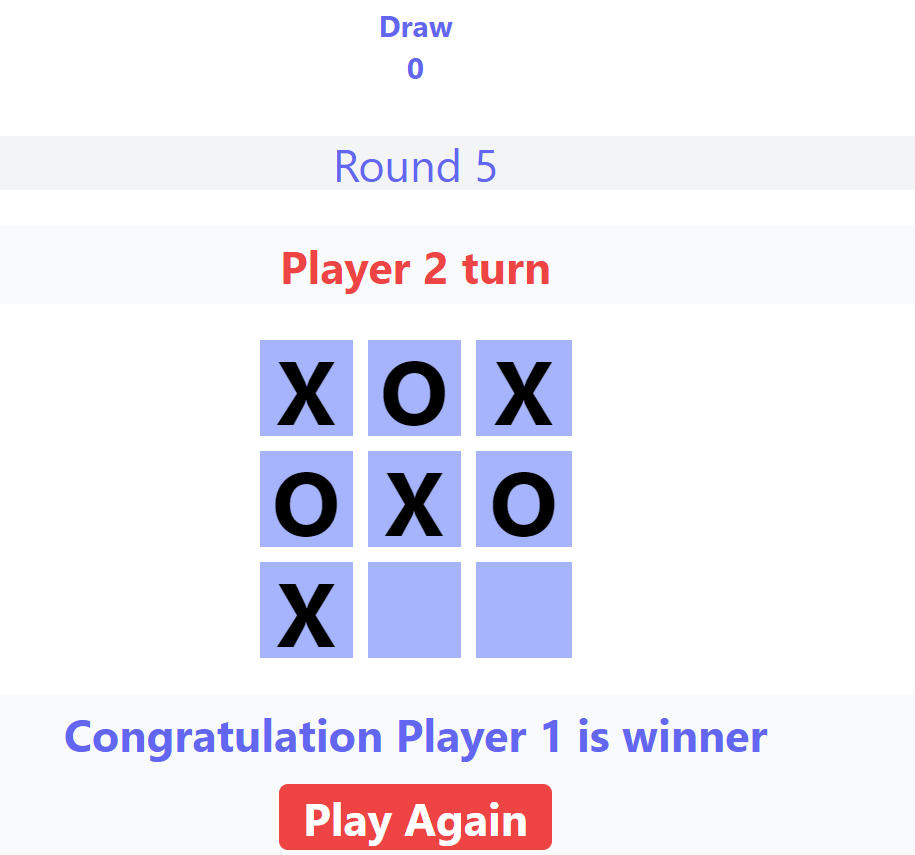 Draw
0
Round 5
Player 2 turn
X O X
O X O
X
Congratulation Player 1 is winner
Play Again